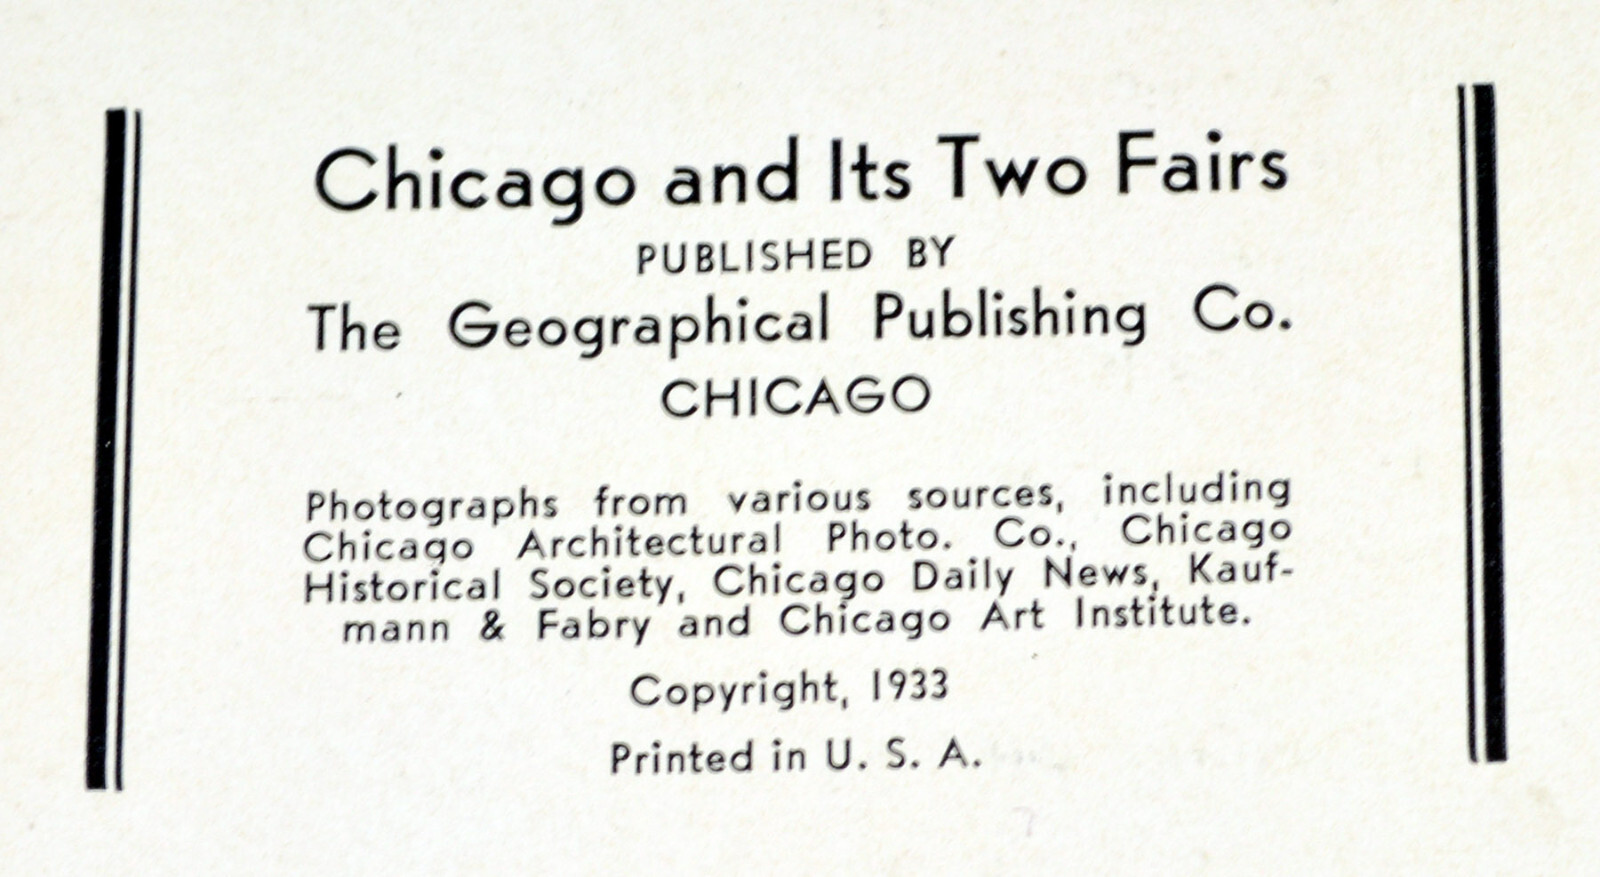 Chicago and Its Two Fairs
PUBLISHED BY
The Geographical Publishing Co.
CHICAGO
Photographs from various sources, including
Chicago Architectural Photo. Co., Chicago
Historical Society, Chicago Daily News, Kauf-
mann & Fabry and Chicago Art Institute.
Copyright, 1933
Printed in U. S. A.